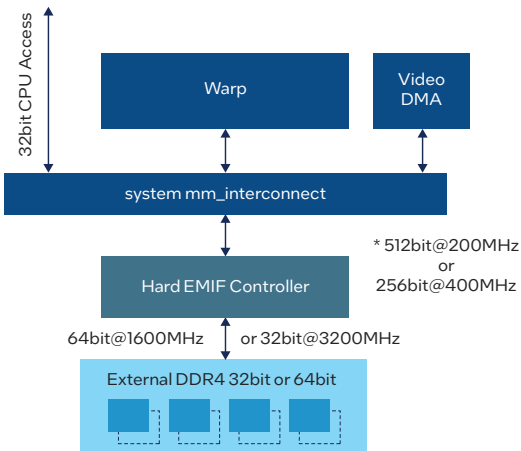 32bit CPU Access
Warp
Video
DMA
system mm_interconnect
* 512bit@200MHz
or
256bit@400MHz
Hard EMIF Controller
64bit@1600MHz
or 32bit@3200MHz
External DDR4 32bit or 64bit